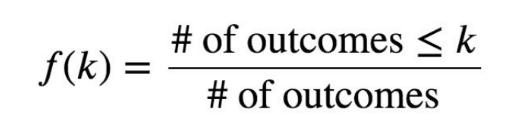 f(k) = # of outcomes ≤ k / # of outcomes